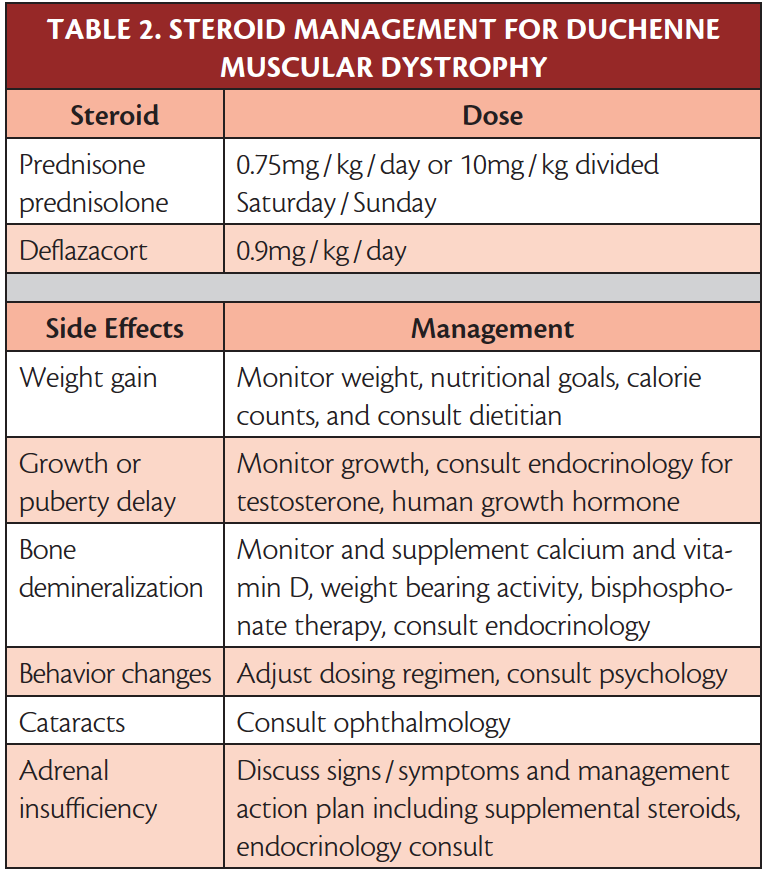 TABLE 2. STEROID MANAGEMENT FOR DUCHENNE
MUSCULAR DYSTROPHY
Steroid Dose
Prednisone 0.75mg / kg / day or 10mg / kg divided
prednisolone Saturday / Sunday
Deflazacort 0.9mg / kg / day
Side Effects Management
Weight gain Monitor weight, nutritional goals, calorie
counts, and consult dietitian
Growth or Monitor growth, consult endocrinology for
puberty delay testosterone, human growth hormone
Bone Monitor and supplement calcium and vita-
demineralization min D, weight bearing activity, bisphospho-
nate therapy, consult endocrinology
Behavior changes Adjust dosing regimen, consult psychology
Cataracts Consult ophthalmology
Adrenal Discuss signs / symptoms and management
insufficiency action plan including supplemental steroids,
endocrinology consult